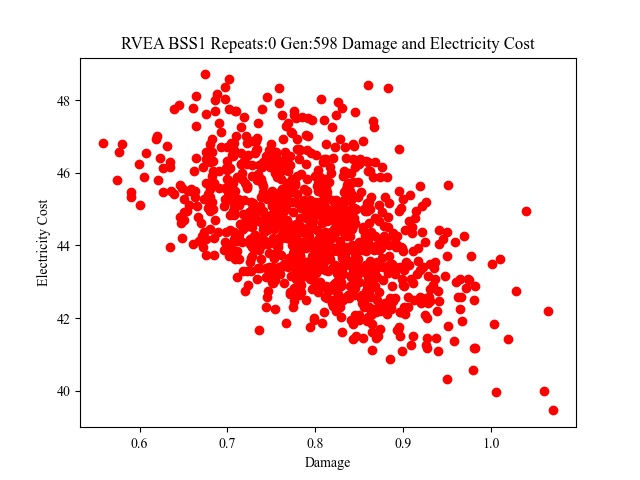 RVEA BSS1 Repeats:0 Gen:598 Damage and Electricity Cost
48
46
44
42
40
Electricity Cost
0.6 0.7 0.8 0.9 1.0
Damage